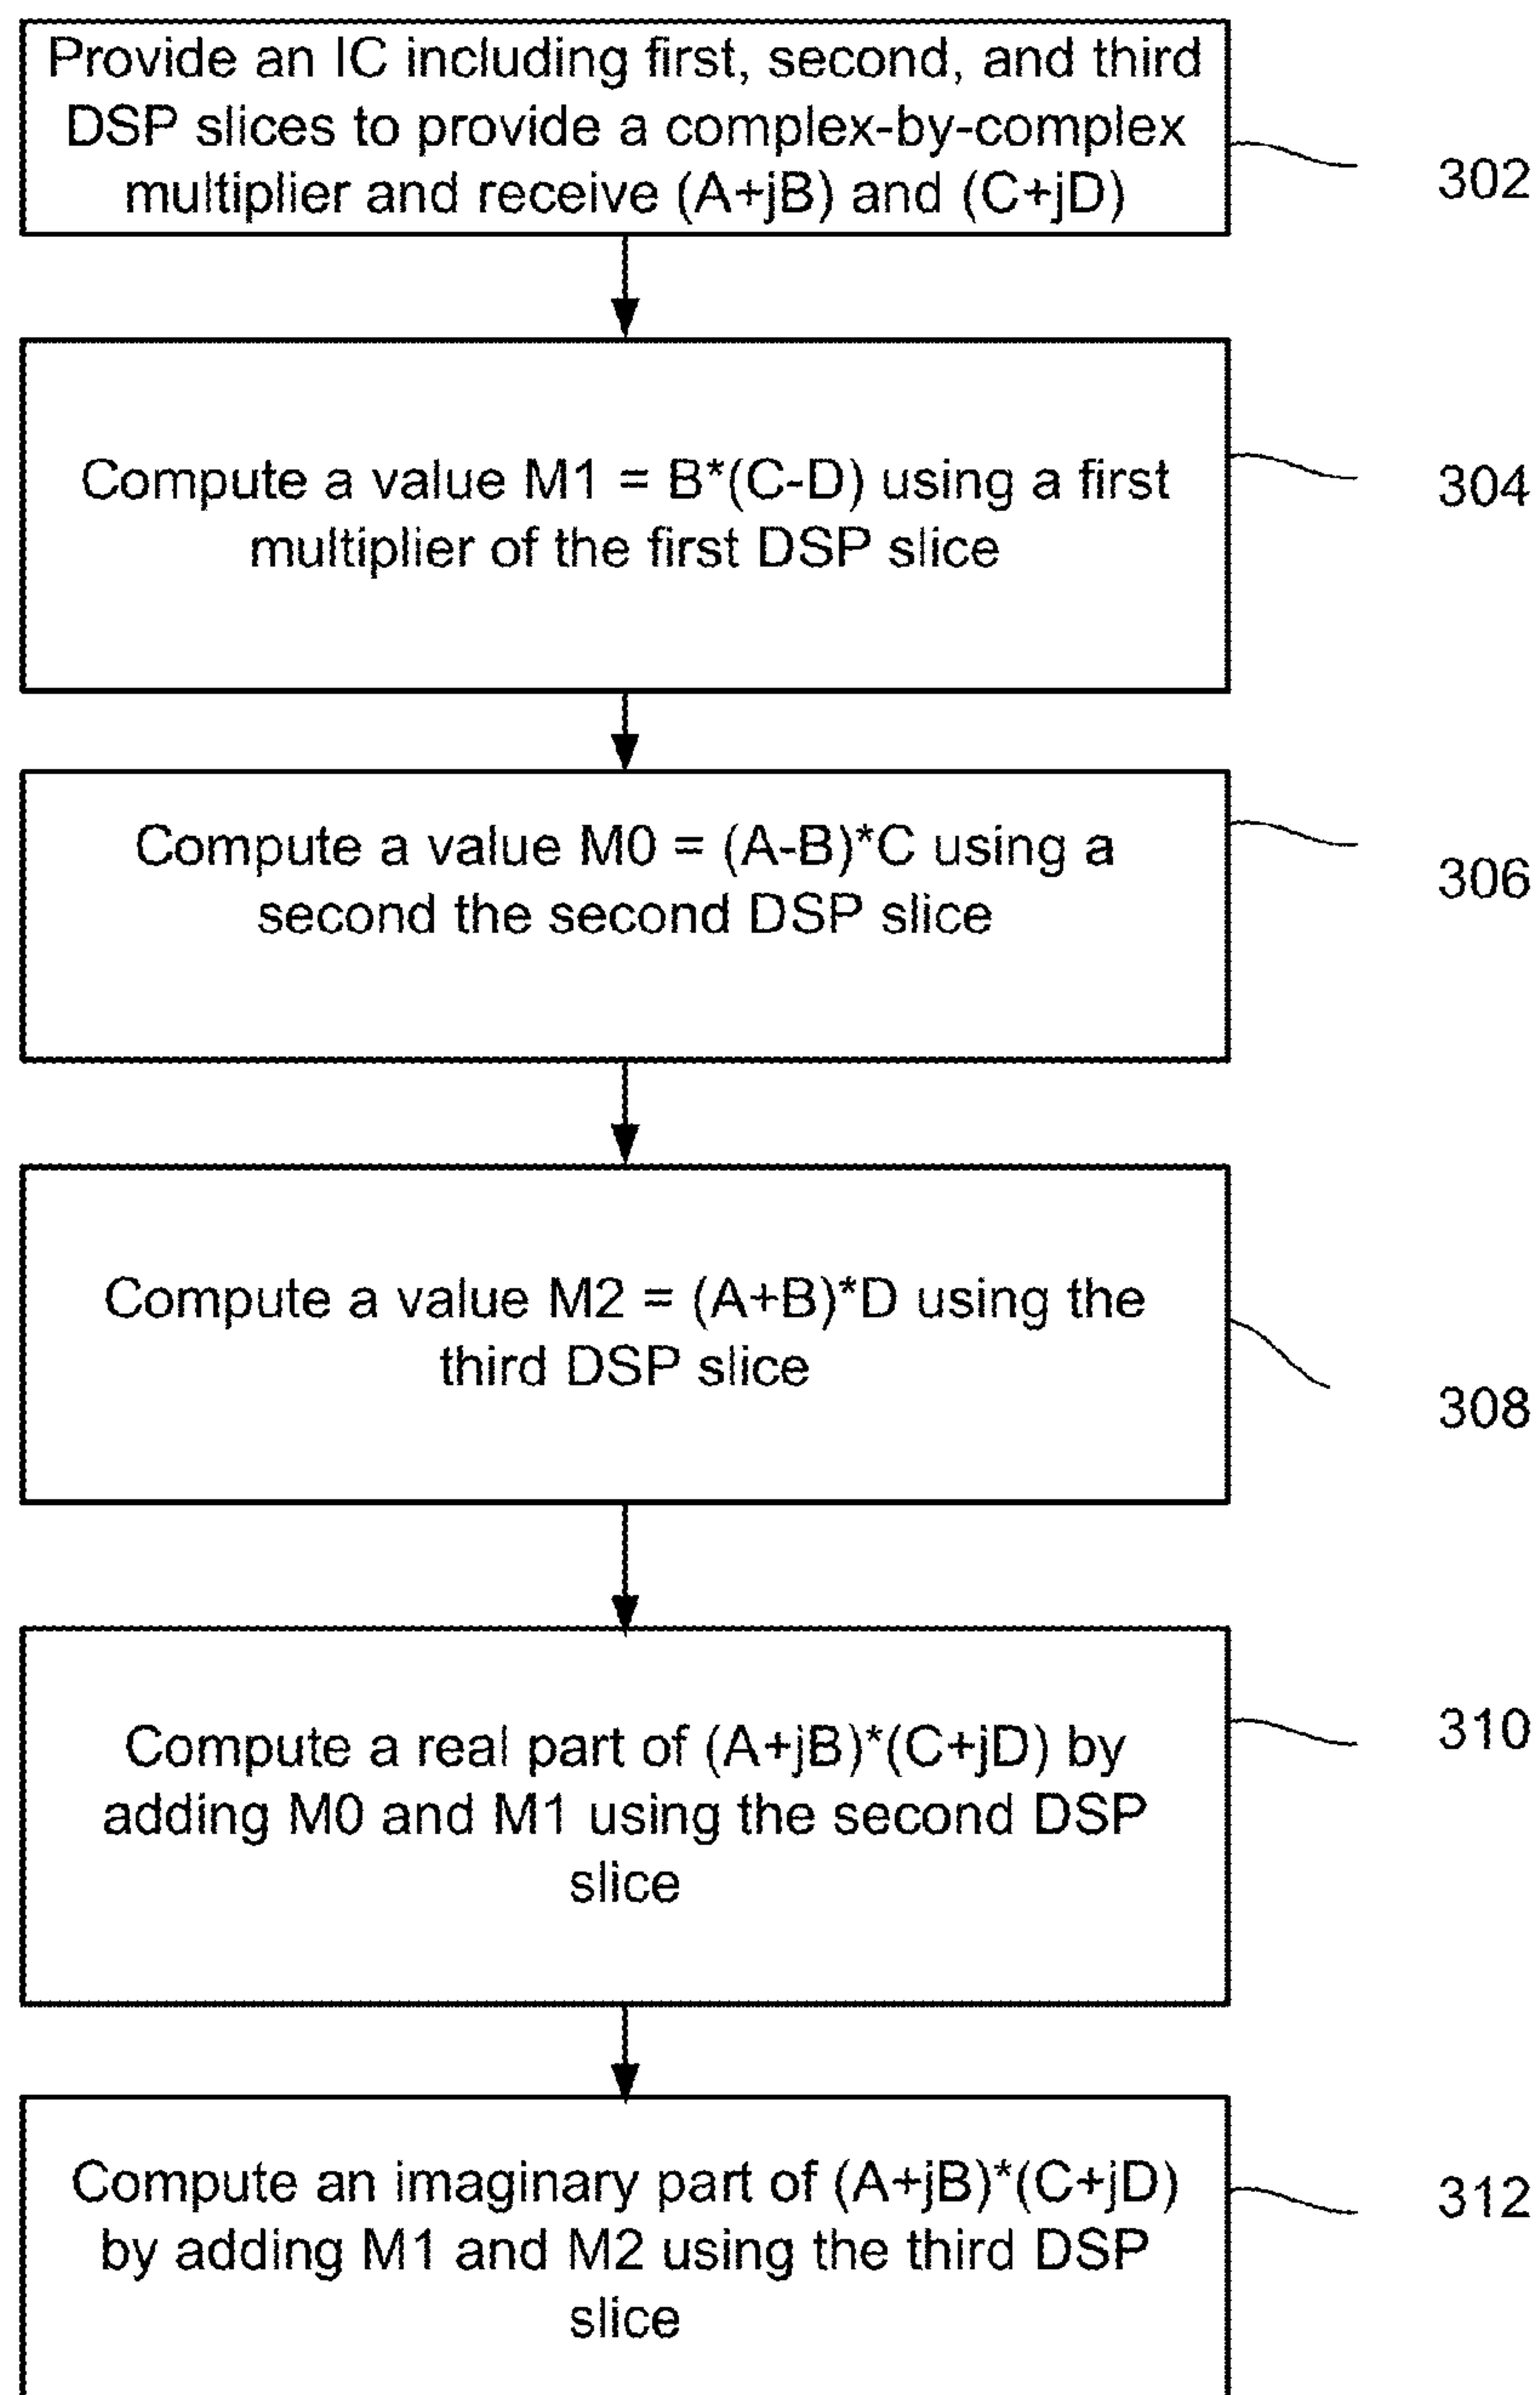 Provide an IC including first, second, and third
DSP slices to provide a complex-by-complex
multiplier and receive (A+jB) and (C+jD)
302
Compute a value M1 = B*(C-D) using a first
multiplier of the first DSP slice
304
Compute a value M0 = (A-B)*C using a
second the second DSP slice
306
Compute a value M2 = (A+B)*D using the
third DSP slice
308
Compute a real part of (A+jB)*(C+jD) by
adding M0 and M1 using the second DSP
slice
310
Compute an imaginary part of (A+jB)*(C+jD)
by adding M1 and M2 using the third DSP
slice
312